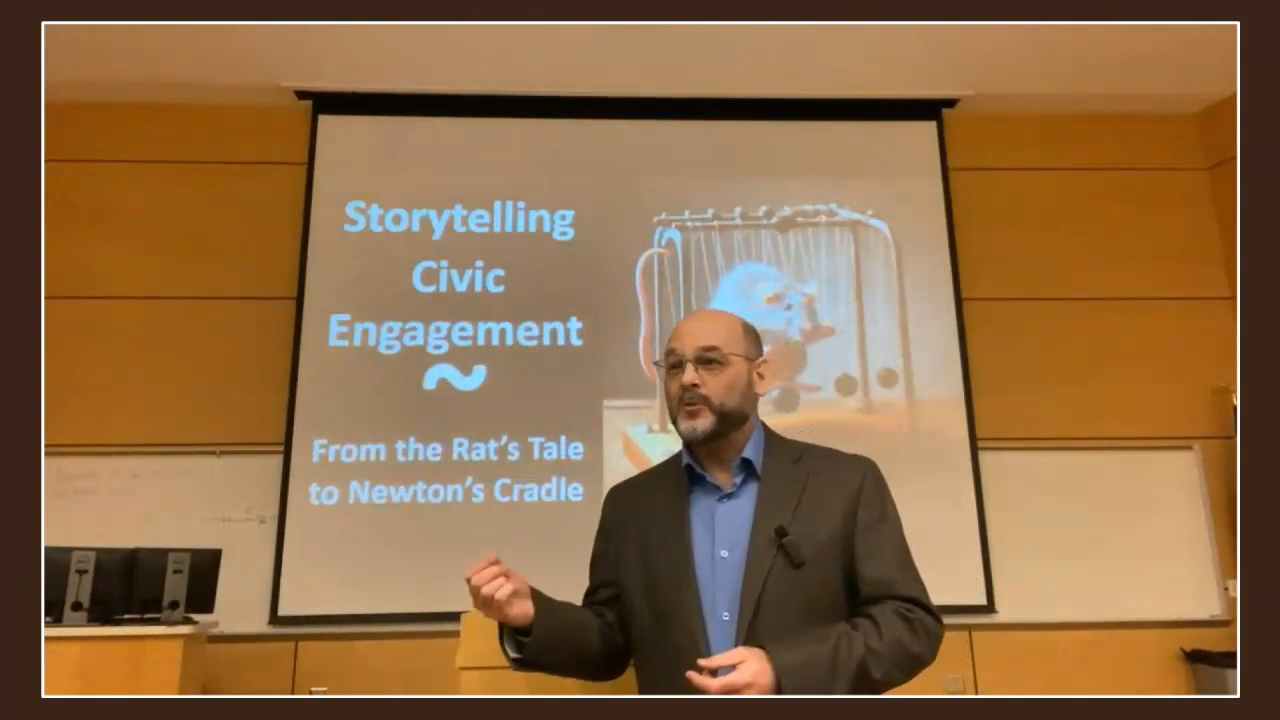 Storytelling
Civic
Engagement
~
From the Rat's Tale
to Newton's Cradle